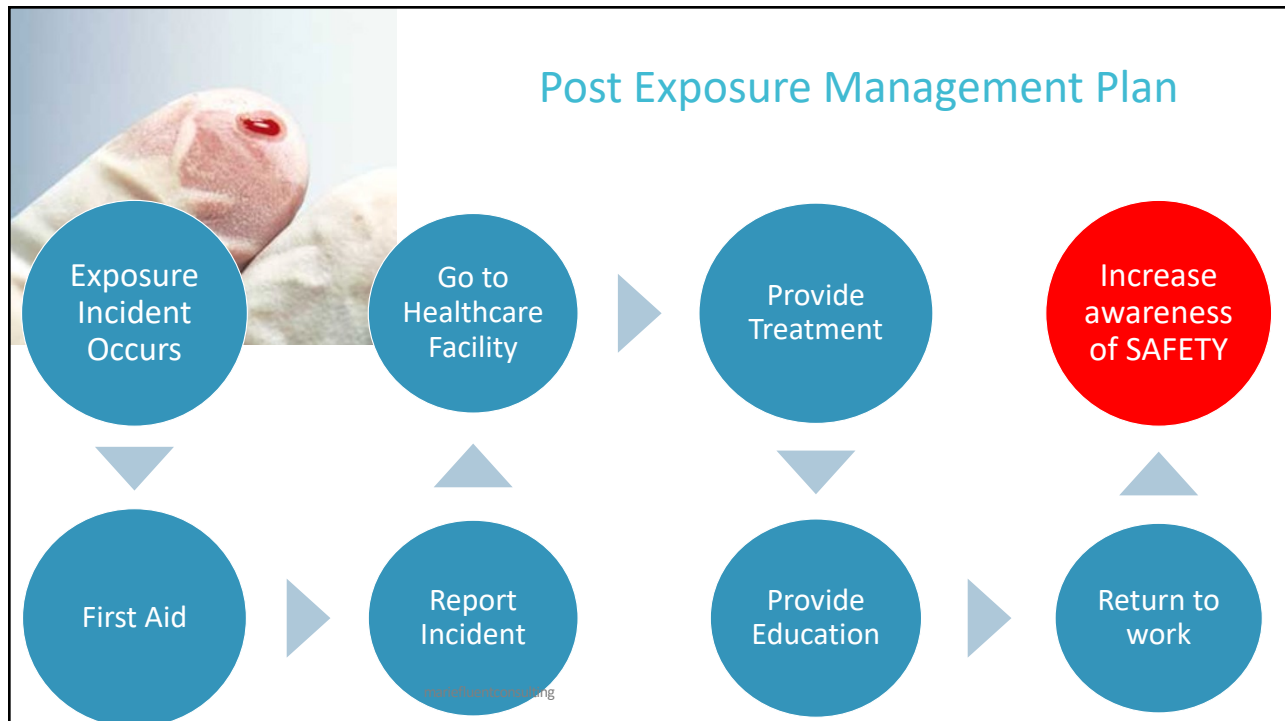 Post Exposure Management Plan
Exposure
Incident
Occurs
First Aid
Report
Incident
Go to
Healthcare
Facility
Provide
Treatment
Provide
Education
Return to
work
Increase
awareness
of SAFETY